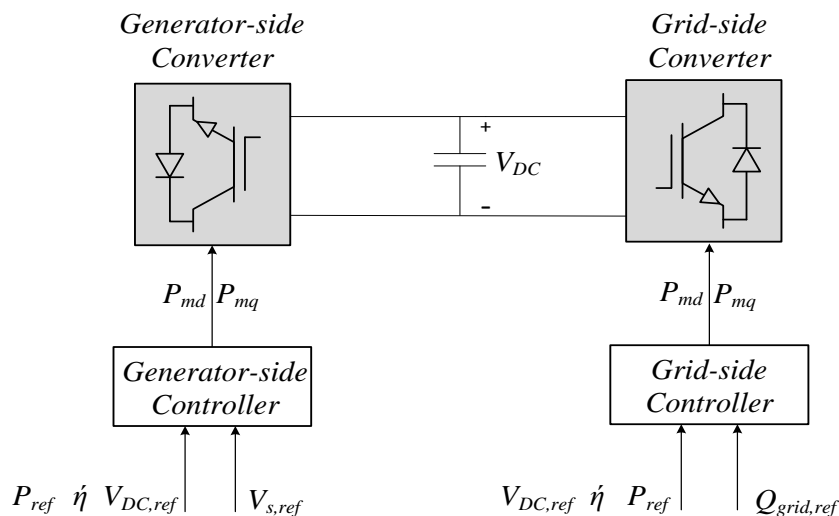 Generator-side
Converter
Grid-side
Converter
+
V_DC
-
P_md P_mq
P_md P_mq
Generator-side
Controller
Grid-side
Controller
P_ref ή V_DC,ref V_s,ref
V_DC,ref ή P_ref Q_grid,ref